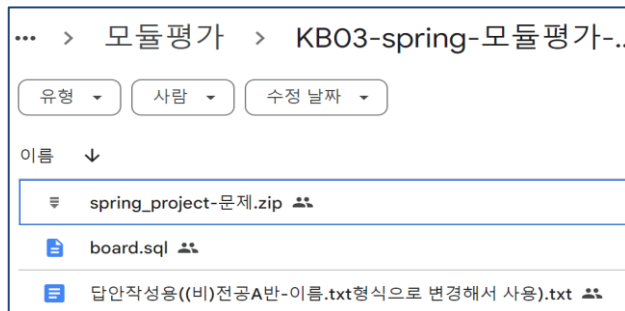 ... > 모듈평가 > KB03-spring-모듈평가-..
유형 사람 수정 날짜
이름 ↓
spring_project-문제.zip
board.sql
답안작성용((비)전공A반-이름.txt형식으로 변경해서 사용).txt